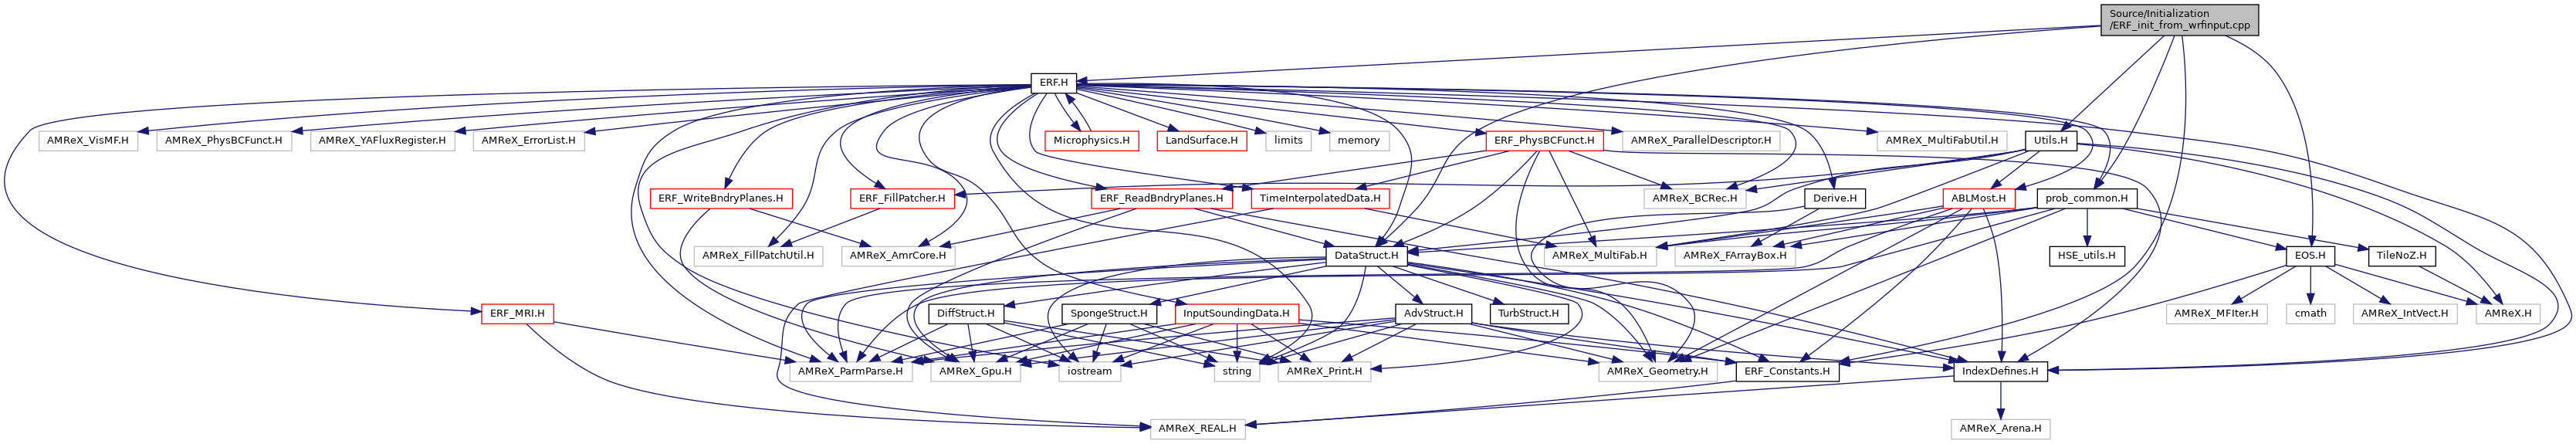 Source/Initialization
/ERF_init_from_wrfinput.cpp
ERF.H
AMReX_VisMF.H
AMReX_PhysBCFunct.H
AMReX_YAFluxRegister.H
AMReX_ErrorList.H
Microphysics.H
LandSurface.H
limits
memory
ERF_PhysBCFunct.H
AMReX_ParallelDescriptor.H
AMReX_MultiFabUtil.H
Utils.H
ERF_WriteBndryPlanes.H
ERF_FillPatcher.H
ERF_ReadBndryPlanes.H
TimeInterpolatedData.H
AMReX_BCRec.H
Derive.H
ABLMost.H
prob_common.H
AMReX_FillPatchUtil.H
AMReX_AmrCore.H
DataStruct.H
AMReX_MultiFab.H
AMReX_FArrayBox.H
HSE_utils.H
EOS.H
TileNoZ.H
ERF_MRI.H
DiffStruct.H
SpongeStruct.H
InputSoundingData.H
AdvStruct.H
TurbStruct.H
AMReX_MFIter.H
cmath
AMReX_IntVect.H
AMReX.H
AMReX_ParmParse.H
AMReX_Gpu.H
iostream
string
AMReX_Print.H
AMReX_Geometry.H
ERF_Constants.H
IndexDefines.H
AMReX_REAL.H
AMReX_Arena.H